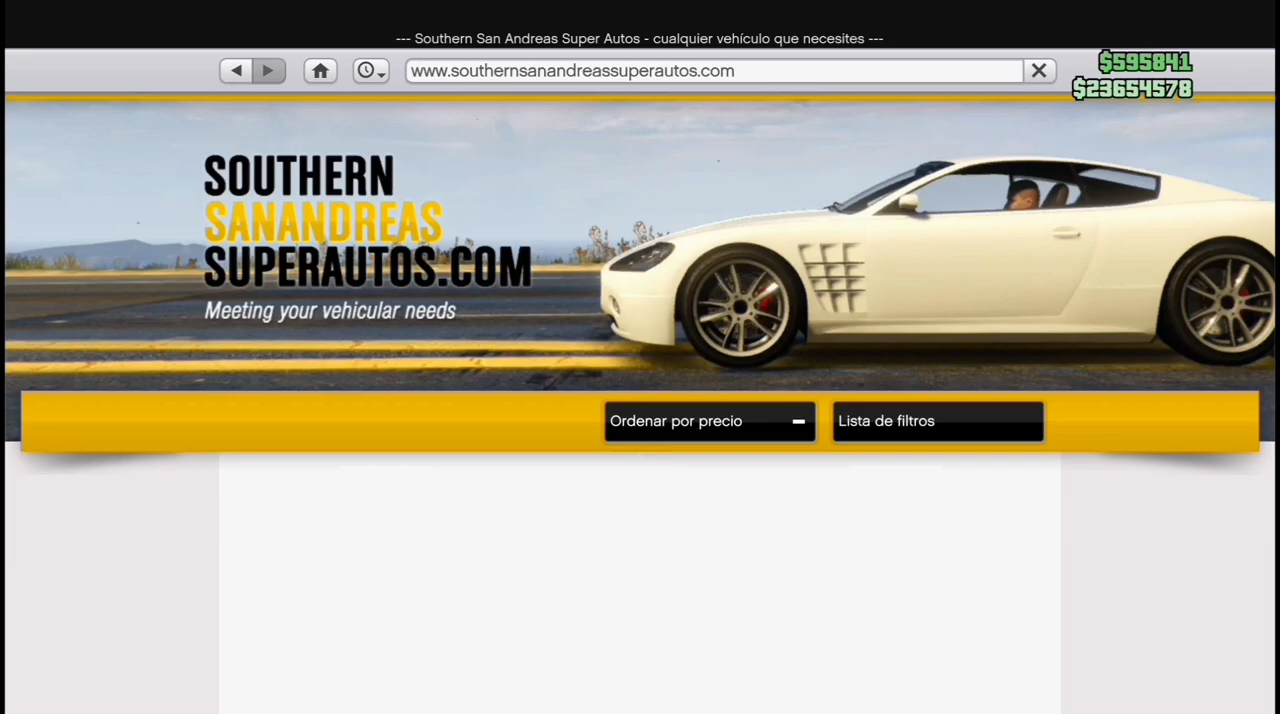 --- Southern San Andreas Super Autos - cualquier vehículo que necesites ---
www.southernsanandreassuperautos.com
$595841
$23654578
SOUTHERN
SANANDREAS
SUPERAUTOS.COM
Meeting your vehicular needs
Ordenar por precio
Lista de filtros